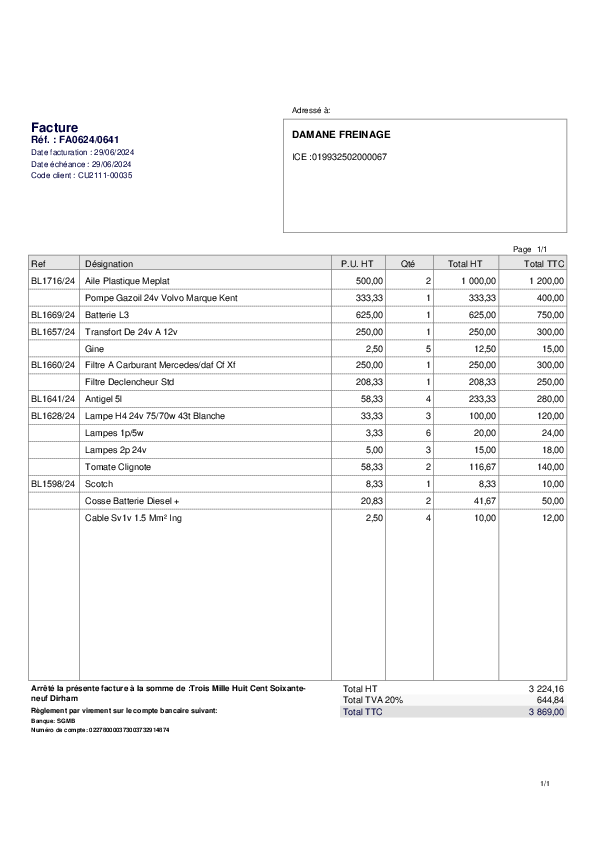 Adressé à:
Facture
Réf. : FA0624/0641
Date facturation : 29/06/2024
Date échéance : 29/06/2024
Code client : CU2111-00035
DAMANE FREINAGE
ICE :019932502000067
Page 1/1
Ref Désignation P.U. HT Qté Total HT Total TTC
BL1716/24 Aile Plastique Meplat 500,00 2 1 000,00 1 200,00
Pompe Gazoil 24v Volvo Marque Kent 333,33 1 333,33 400,00
BL1669/24 Batterie L3 625,00 1 625,00 750,00
BL1657/24 Transfort De 24v A 12v 250,00 1 250,00 300,00
Gine 2,50 5 12,50 15,00
BL1660/24 Filtre A Carburant Mercedes/daf Cf Xf 250,00 1 250,00 300,00
Filtre Declencheur Std 208,33 1 208,33 250,00
BL1641/24 Antigel 5l 58,33 4 233,33 280,00
BL1628/24 Lampe H4 24v 75/70w 43t Blanche 33,33 3 100,00 120,00
Lampes 1p/5w 3,33 6 20,00 24,00
Lampes 2p 24v 5,00 3 15,00 18,00
Tomate Clignote 58,33 2 116,67 140,00
BL1598/24 Scotch 8,33 1 8,33 10,00
Cosse Batterie Diesel + 20,83 2 41,67 50,00
Cable Sv1v 1.5 Mm² Ing 2,50 4 10,00 12,00
Arrêté la présente facture à la somme de :Trois Mille Huit Cent Soixante-
neuf Dirham
Règlement par virement sur le compte bancaire suivant:
Banque: SGMB
Numéro de compte: 022780000373003732914874
Total HT 3 224,16
Total TVA 20% 644,84
Total TTC 3 869,00
1/1